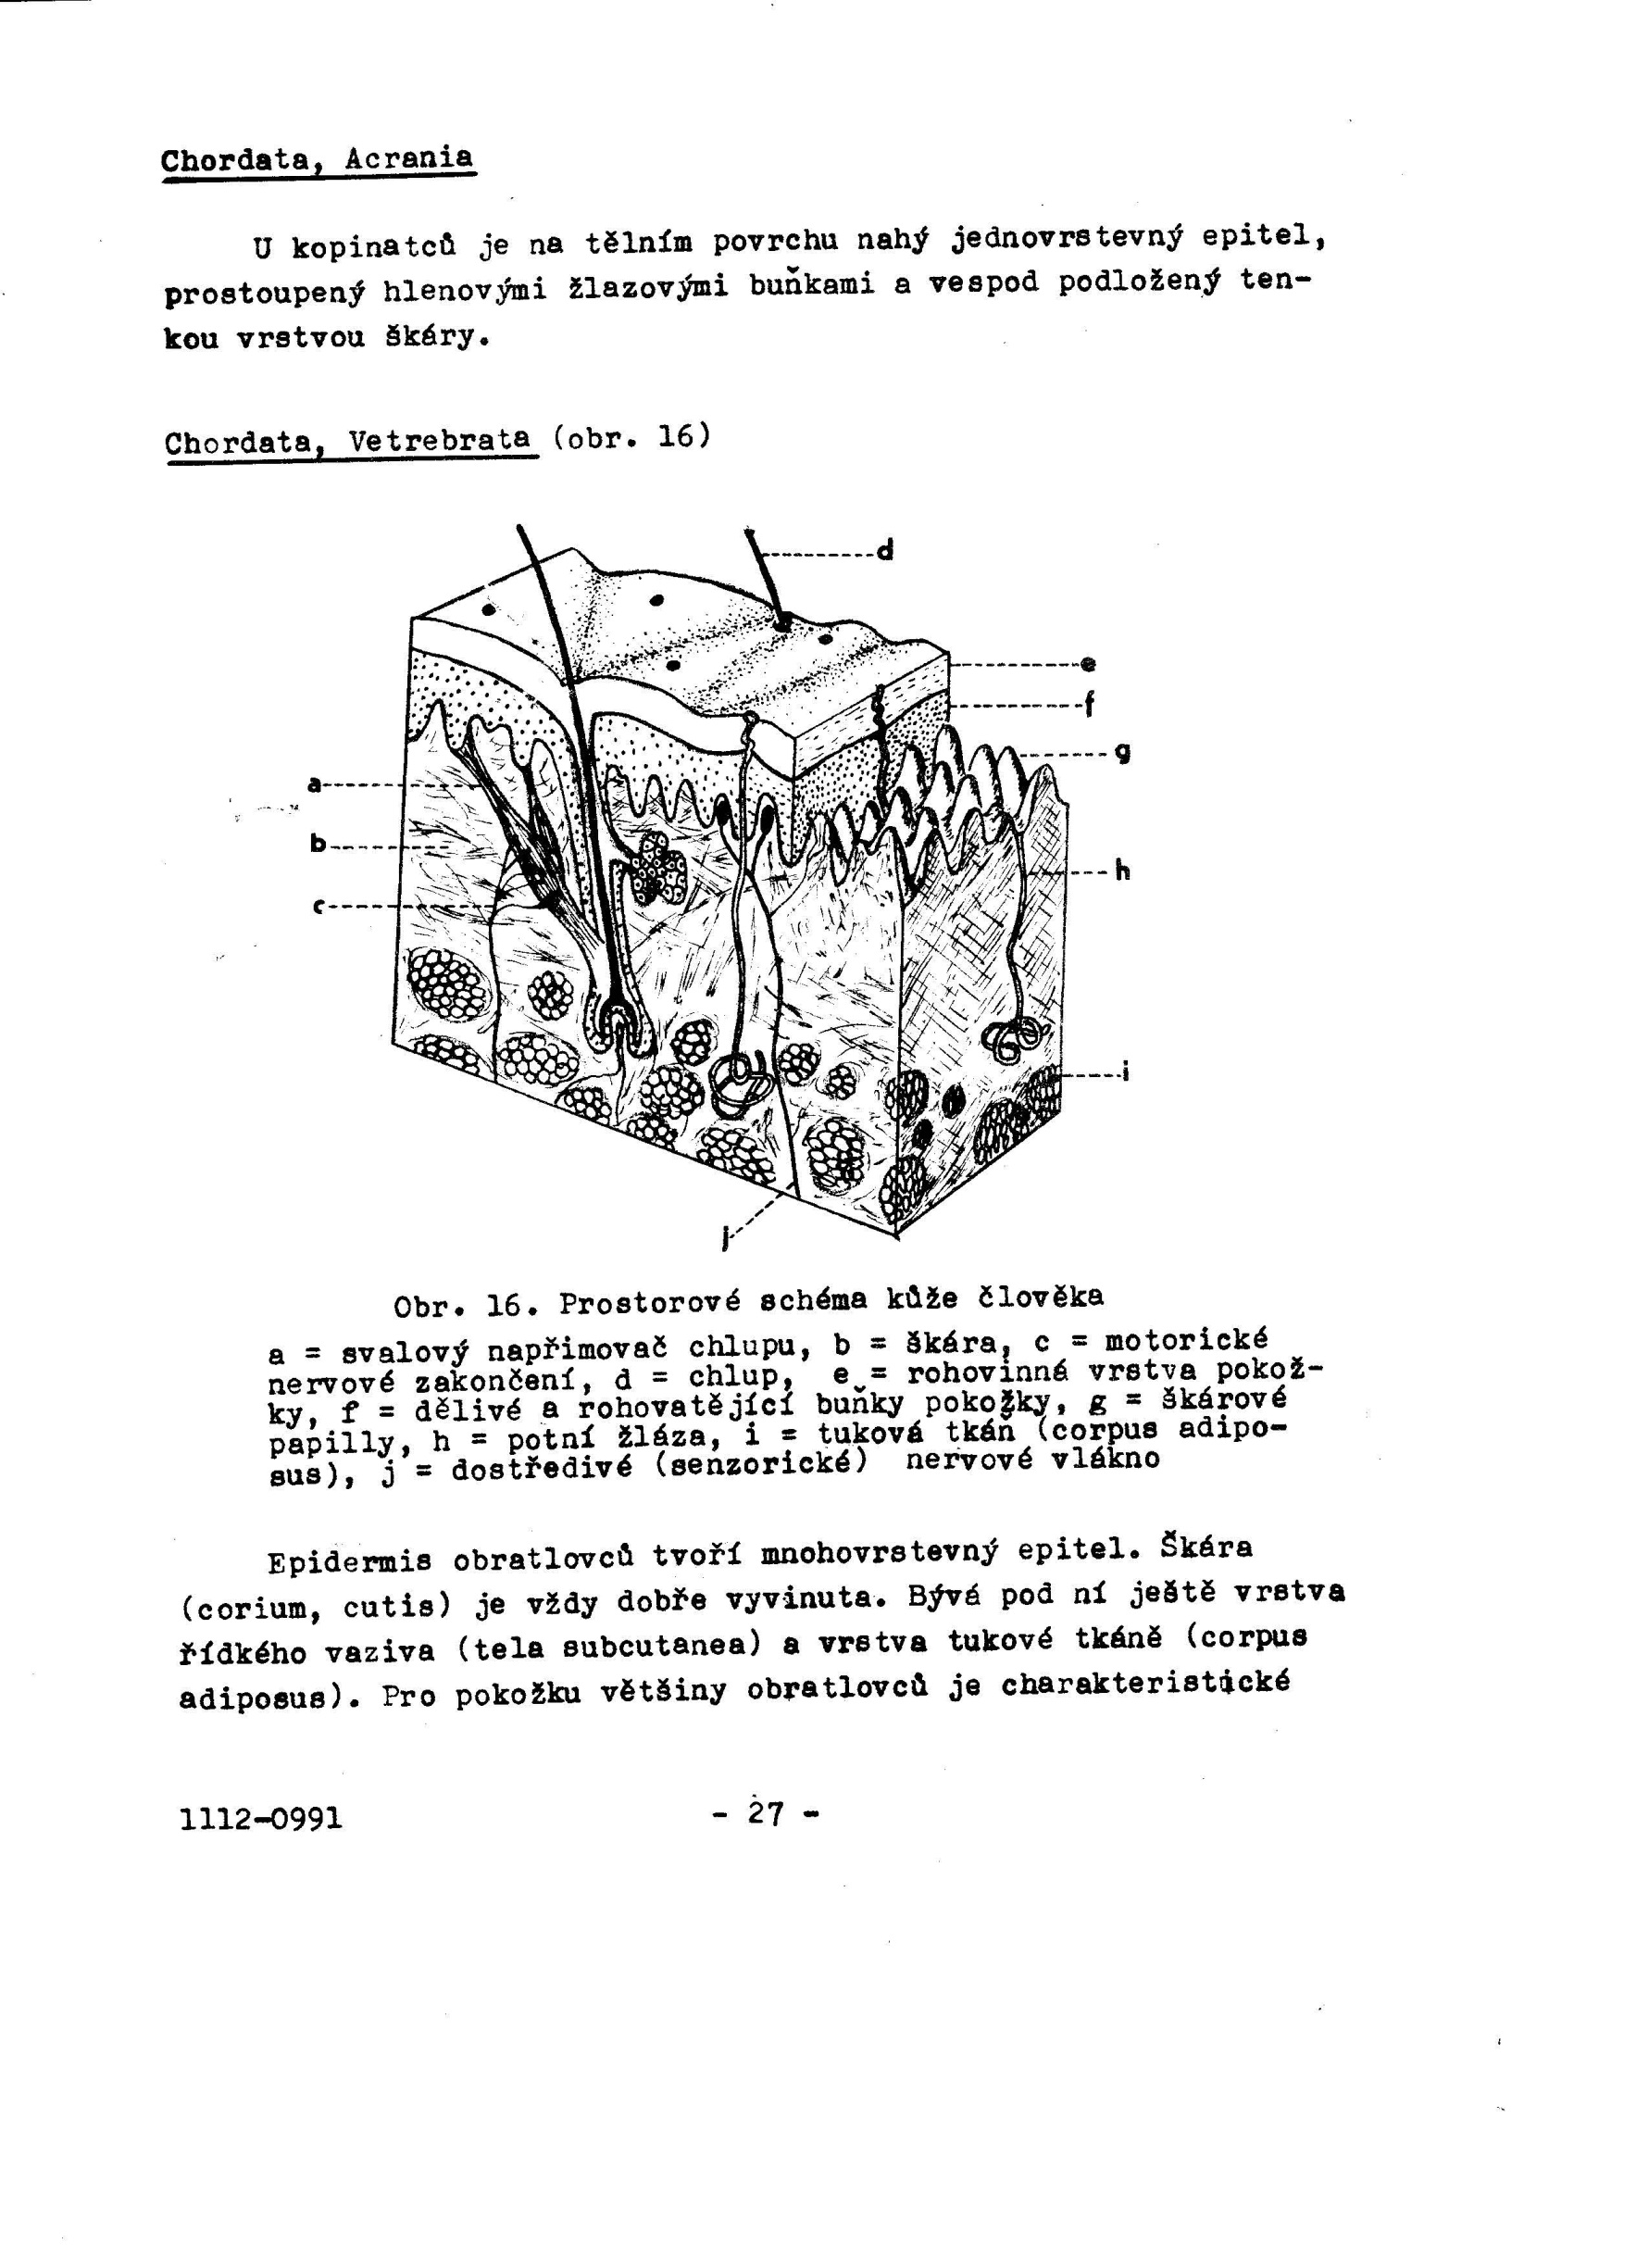 Chordata, Acrania
U kopinatců je na tělním povrchu nahý jednovrstevný epitel,
prostoupený hlenovými žlazovými buňkami a vespod podložený ten-
kou vrstvou škáry.
Chordata, Vetrebrata (obr. 16)
d
e
f
g
a
b
h
c
i
j
Obr. 16. Prostorové schéma kůže člověka
a = svalový napřimovač chlupu, b = škára, c = motorické
nervové zakončení, d = chlup, e = rohovinná vrstva pokož-
ky, f = dělivé a rohovatějící buňky pokožky, g = škárové
papilly, h = potní žláza, i = tuková tkáň (corpus adipo-
sus), j = dostředivé (senzorické) nervové vlákno
Epidermis obratlovců tvoří mnohovrstevný epitel. Škára
(corium, cutis) je vždy dobře vyvinuta. Bývá pod ní ještě vrstva
řídkého vaziva (tela subcutanea) a vrstva tukové tkáně (corpus
adiposus). Pro pokožku většiny obratlovců je charakteristické
1112-0991
- 27 -